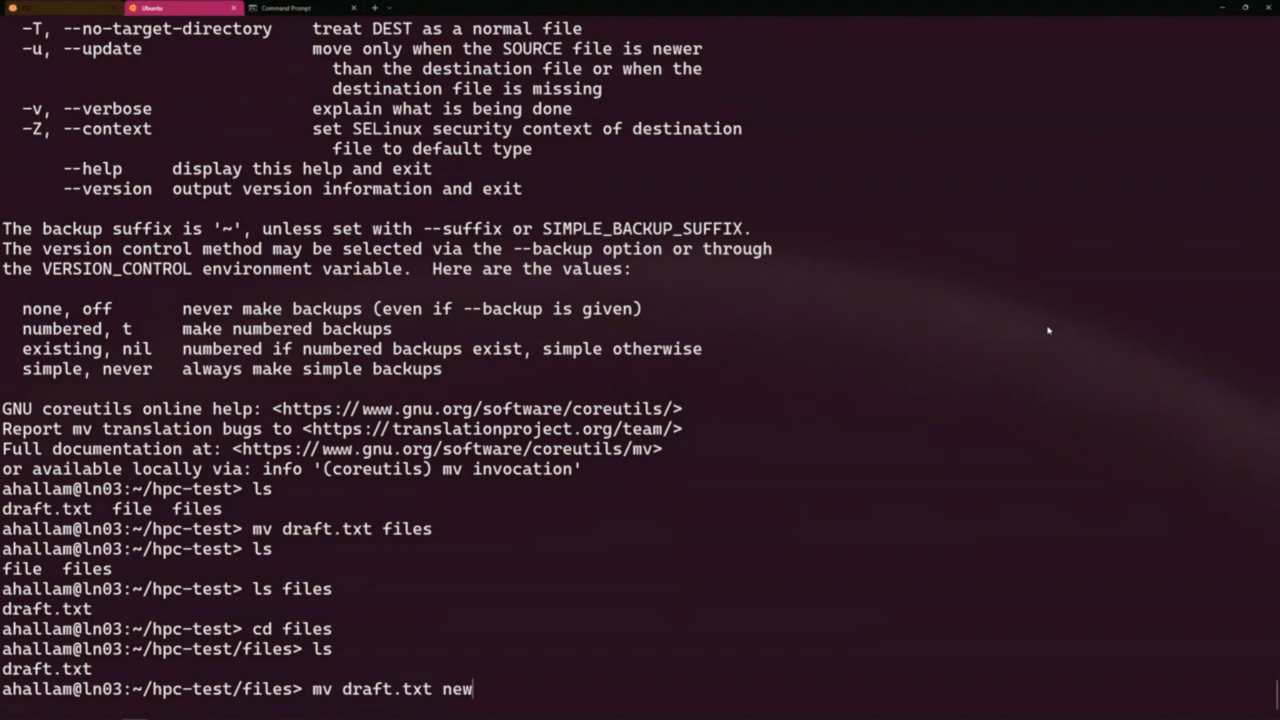 Ubuntu
Command Prompt
-T, --no-target-directory    treat DEST as a normal file
-u, --update                 move only when the SOURCE file is newer
than the destination file or when the
destination file is missing
-v, --verbose                explain what is being done
-Z, --context                set SELinux security context of destination
file to default type
--help     display this help and exit
--version  output version information and exit
The backup suffix is '~', unless set with --suffix or SIMPLE_BACKUP_SUFFIX.
The version control method may be selected via the --backup option or through
the VERSION_CONTROL environment variable.  Here are the values:
none, off       never make backups (even if --backup is given)
numbered, t     make numbered backups
existing, nil   numbered if numbered backups exist, simple otherwise
simple, never   always make simple backups
GNU coreutils online help: <https://www.gnu.org/software/coreutils/>
Report mv translation bugs to <https://translationproject.org/team/>
Full documentation at: <https://www.gnu.org/software/coreutils/mv>
or available locally via: info '(coreutils) mv invocation'
ahallam@ln03:~/hpc-test> ls
draft.txt  file  files
ahallam@ln03:~/hpc-test> mv draft.txt files
ahallam@ln03:~/hpc-test> ls
file  files
ahallam@ln03:~/hpc-test> ls files
draft.txt
ahallam@ln03:~/hpc-test> cd files
ahallam@ln03:~/hpc-test/files> ls
draft.txt
ahallam@ln03:~/hpc-test/files> mv draft.txt new